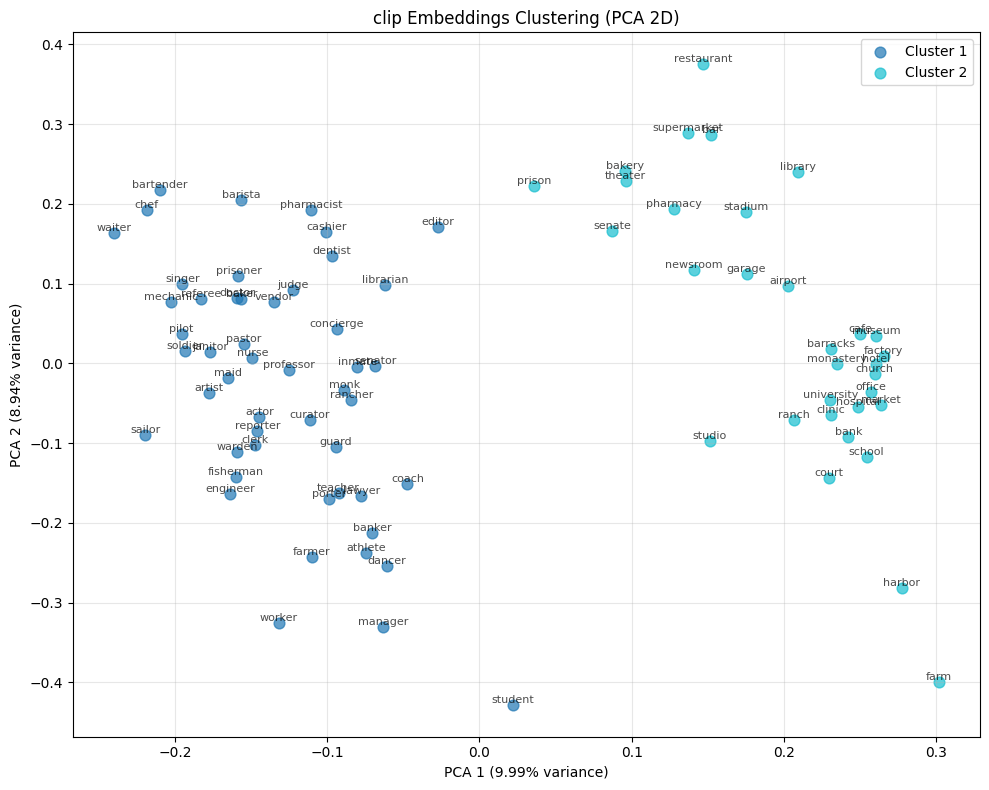 clip Embeddings Clustering (PCA 2D)
Cluster 1
Cluster 2
restaurant
supermarket
bar
bakery
theater
library
prison
bartender
barista
chef
pharmacist
pharmacy
stadium
waiter
cashier
editor
senate
dentist
newsroom
prisoner
garage
singer
librarian
airport
mechanic
referee
doctor
baker
vendor
judge
concierge
cafe
museum
pilot
soldier
janitor
pastor
nurse
barracks
factory
professor
inmate
senator
monastery
hotel
church
maid
artist
monk
rancher
office
university
hospital
market
actor
curator
ranch
clinic
sailor
reporter
clerk
warden
guard
studio
bank
school
fisherman
engineer
coach
court
teacher
porter
lawyer
banker
athlete
farmer
dancer
harbor
worker
manager
farm
student
0.4
0.3
0.2
0.1
0.0
−0.1
−0.2
−0.3
−0.4
PCA 2 (8.94% variance)
−0.2
−0.1
0.0
0.1
0.2
0.3
PCA 1 (9.99% variance)